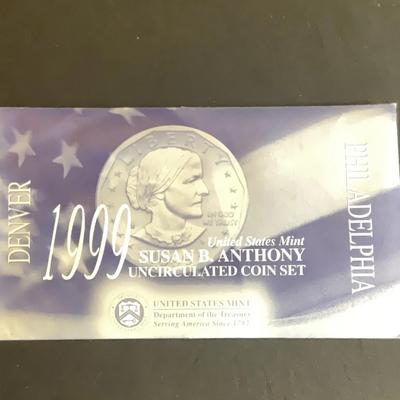 DENVER
1999
LIBERTY
IN GOD
WE TRUST
United States Mint
SUSAN B. ANTHONY
UNCIRCULATED COIN SET
PHILADELPHIA
UNITED STATES MINT
Department of the Treasury
Serving America Since 1792